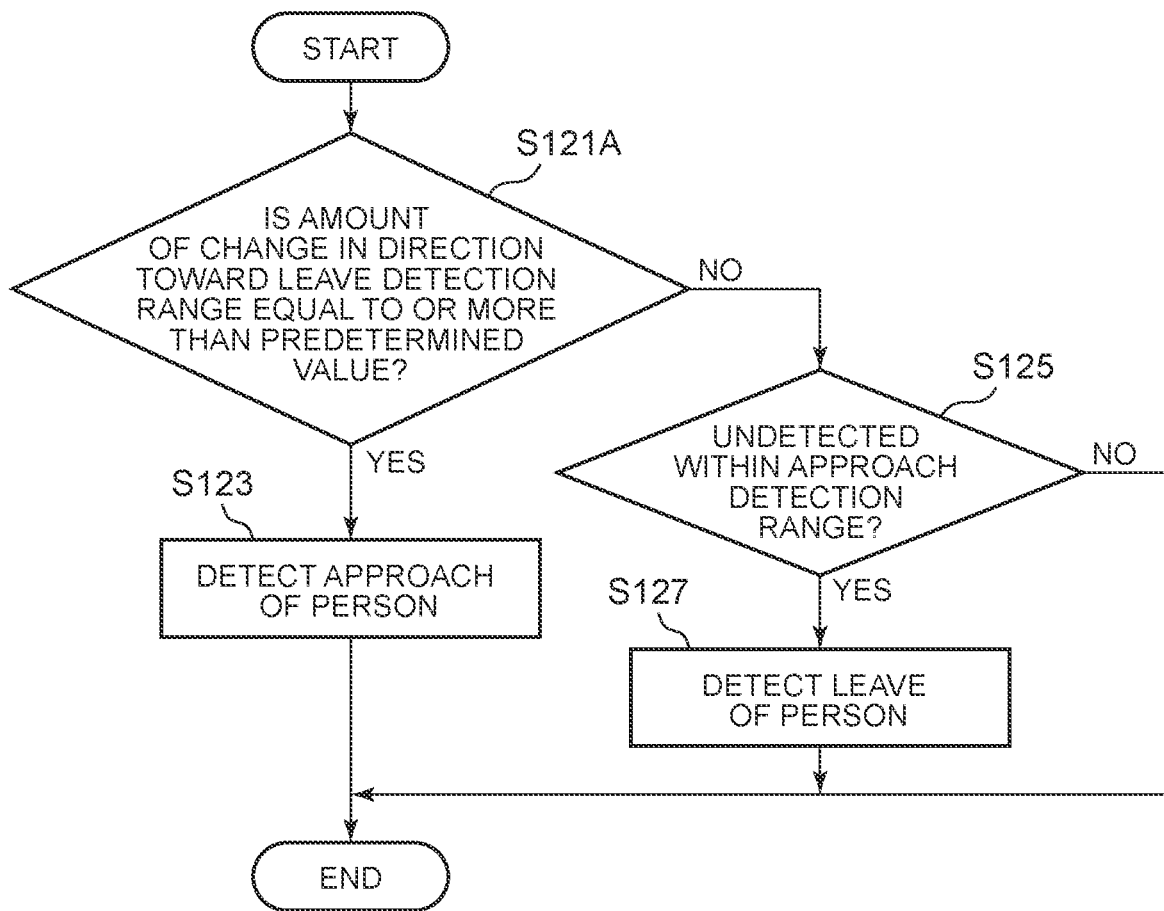 START
S121A
IS AMOUNT
OF CHANGE IN DIRECTION
TOWARD LEAVE DETECTION
RANGE EQUAL TO OR MORE
THAN PREDETERMINED
VALUE?
NO
YES
S125
UNDETECTED
WITHIN APPROACH
DETECTION
RANGE?
NO
YES
S123
DETECT APPROACH
OF PERSON
S127
DETECT LEAVE
OF PERSON
END